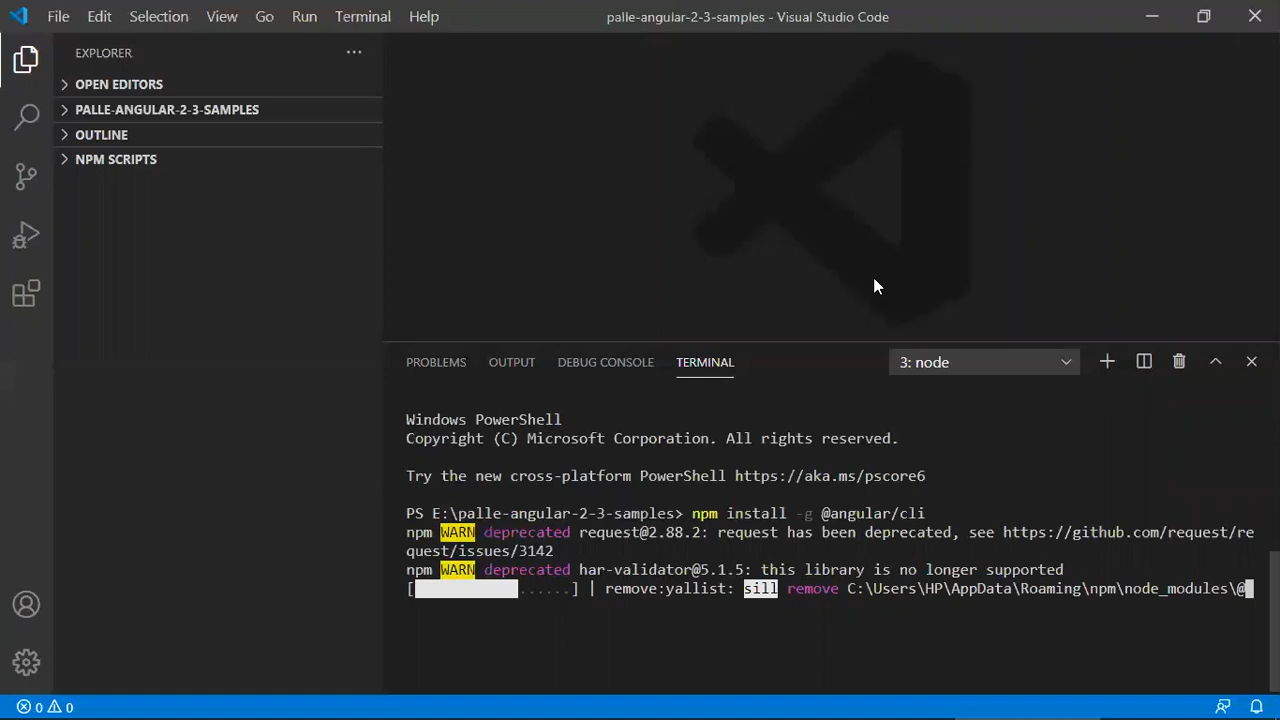 File Edit Selection View Go Run Terminal Help
palle-angular-2-3-samples - Visual Studio Code
EXPLORER
OPEN EDITORS
PALLE-ANGULAR-2-3-SAMPLES
OUTLINE
NPM SCRIPTS
PROBLEMS OUTPUT DEBUG CONSOLE TERMINAL 3: node
Windows PowerShell
Copyright (C) Microsoft Corporation. All rights reserved.
Try the new cross-platform PowerShell https://aka.ms/pscore6
PS E:\palle-angular-2-3-samples> npm install -g @angular/cli
npm WARN deprecated request@2.88.2: request has been deprecated, see https://github.com/request/re
quest/issues/3142
npm WARN deprecated har-validator@5.1.5: this library is no longer supported
[ ......] | remove:yallist: sill remove C:\Users\HP\AppData\Roaming\npm\node_modules\@
0 0